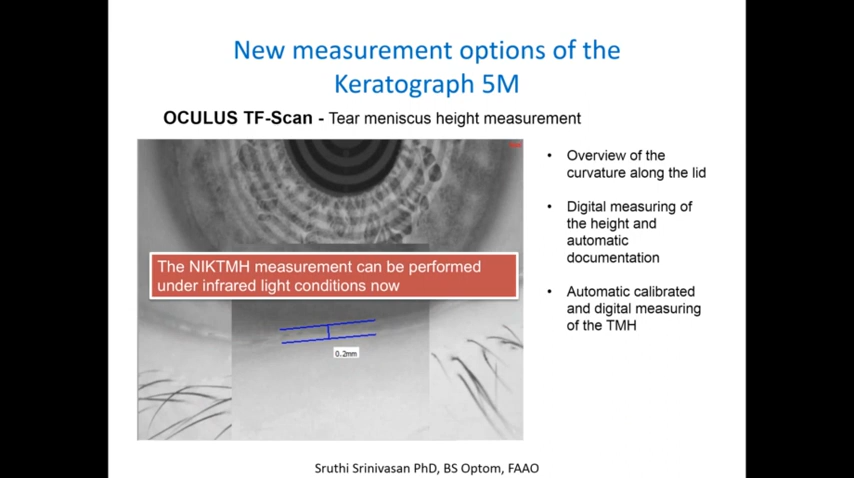 New measurement options of the
Keratograph 5M
OCULUS TF-Scan - Tear meniscus height measurement
The NIKTMH measurement can be performed
under infrared light conditions now
0.2mm
• Overview of the
curvature along the lid
• Digital measuring of
the height and
automatic
documentation
• Automatic calibrated
and digital measuring
of the TMH
Sruthi Srinivasan PhD, BS Optom, FAAO